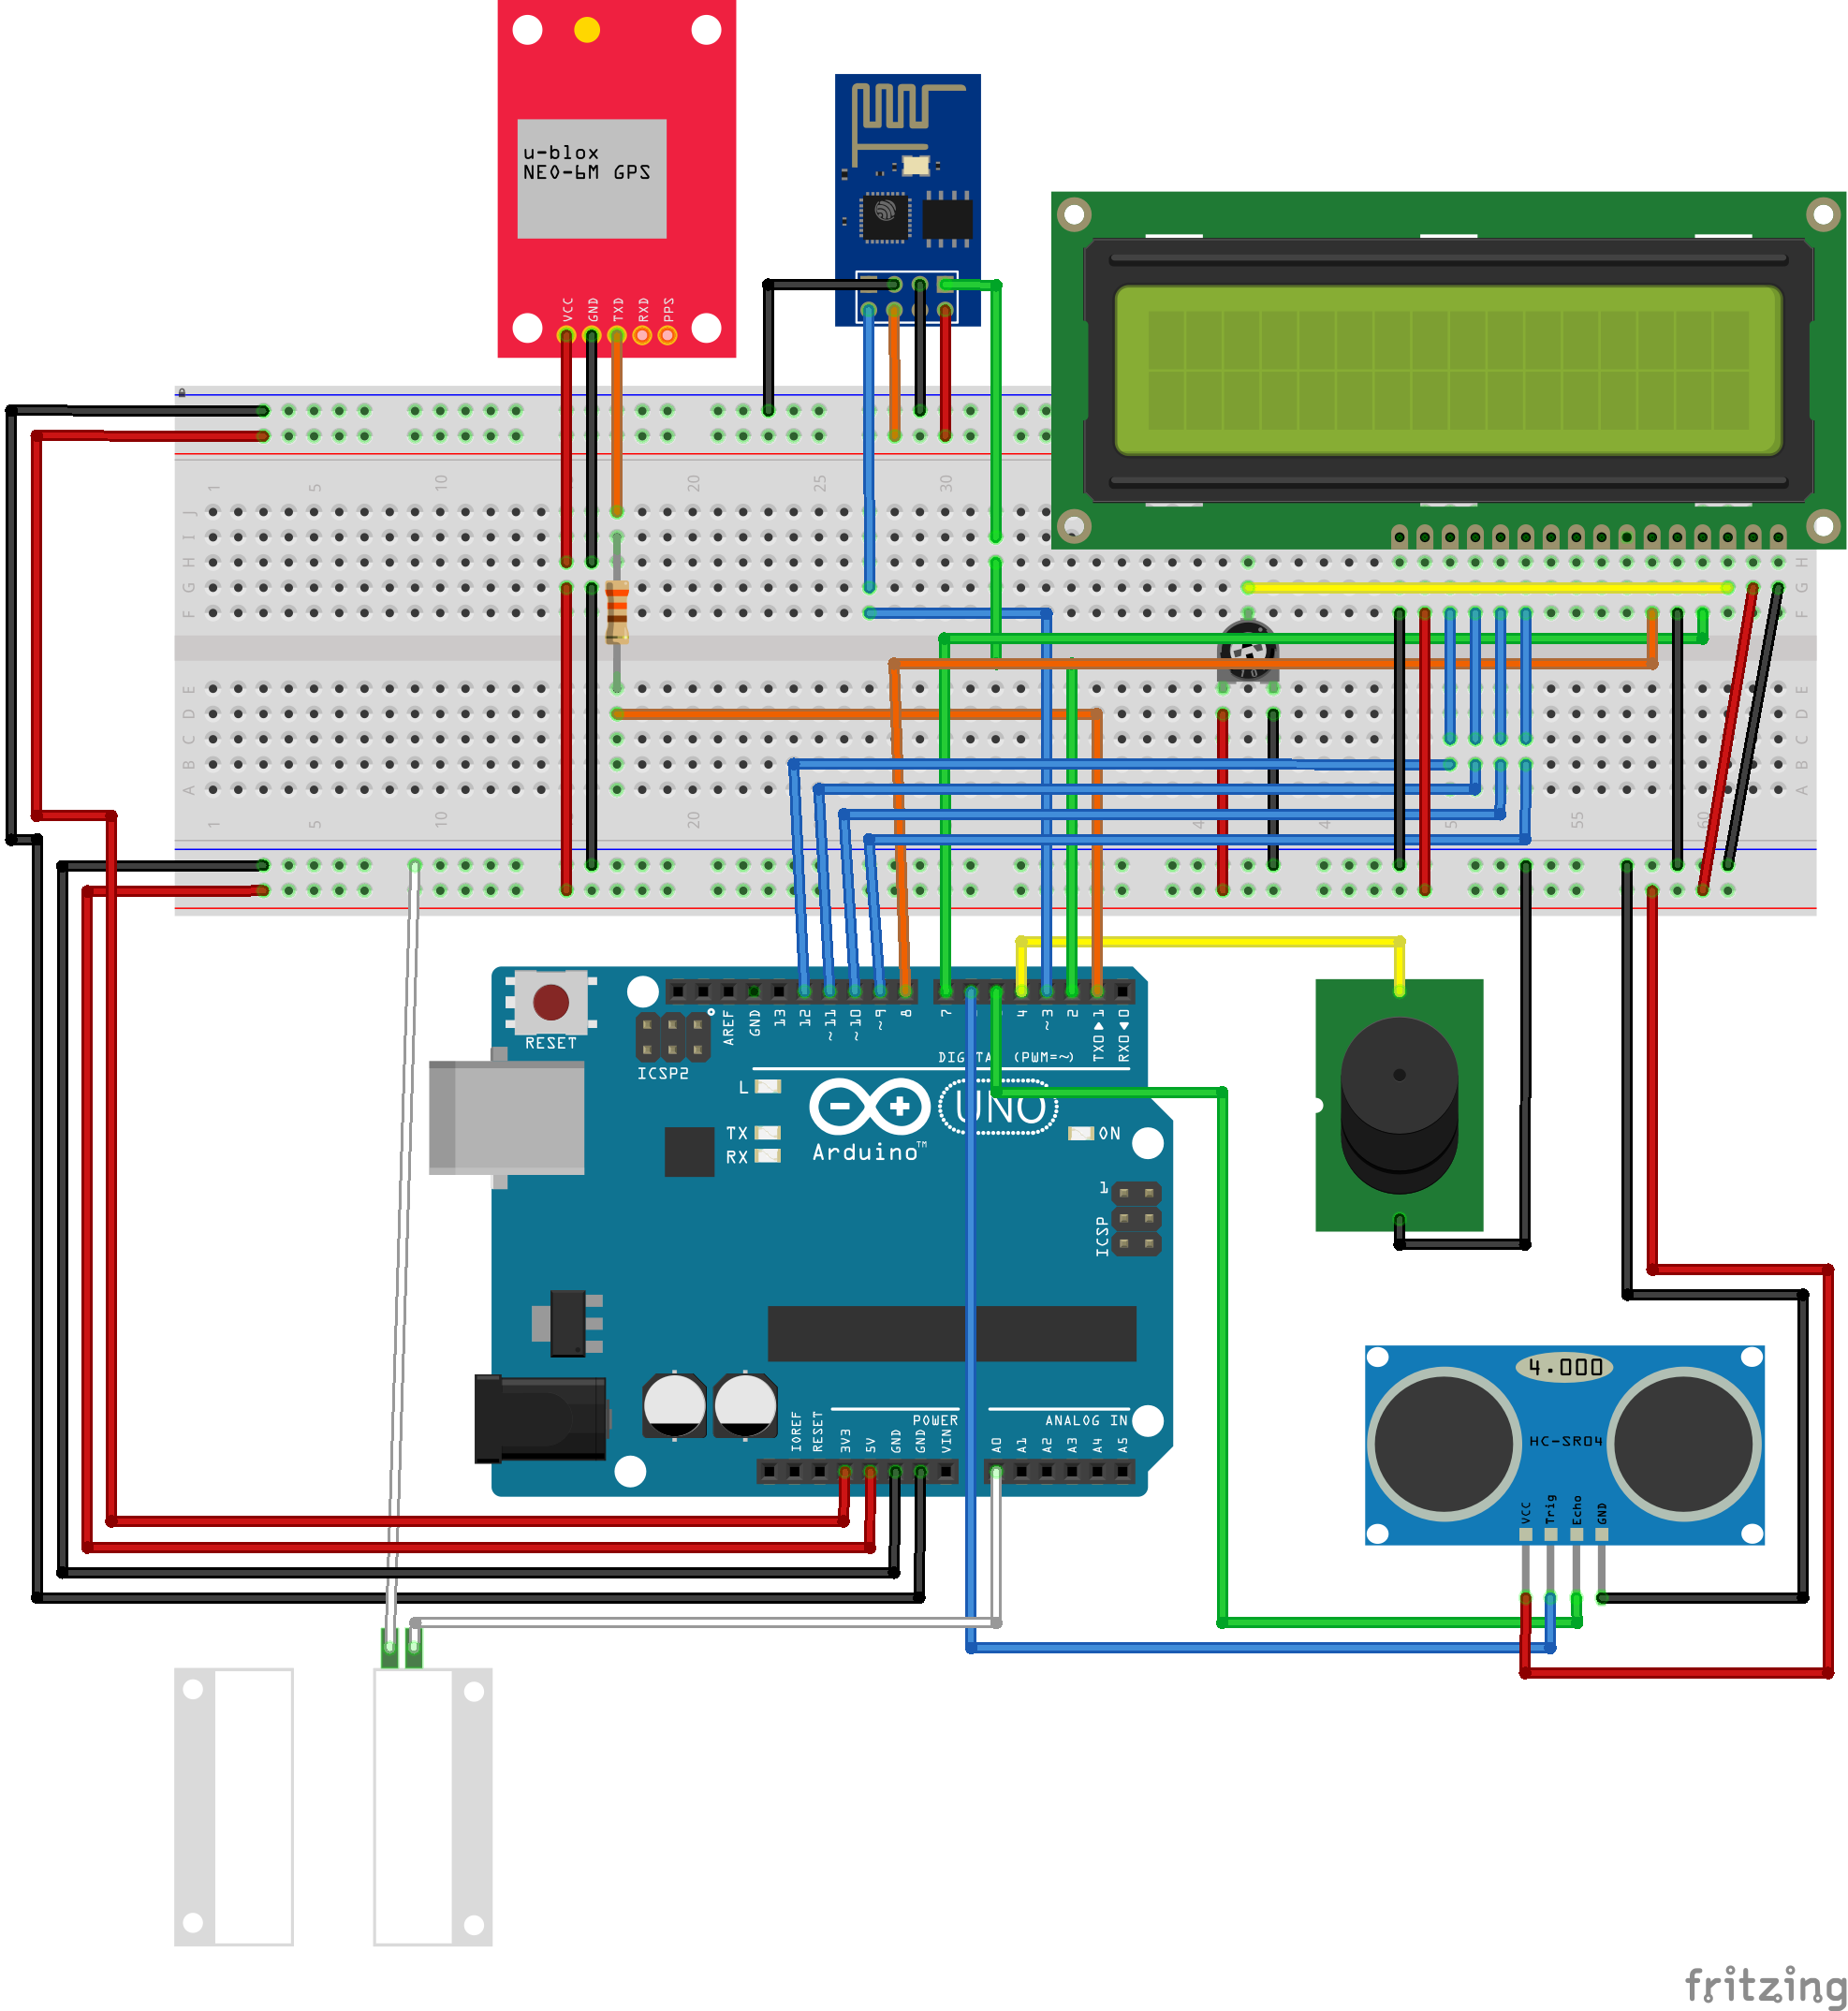 u-blox
NEO-6M GPS
VCC
GND
TXD
RXD
PPS
1
5
10
20
25
30
J
I
H
G
F
H
G
F
E
D
C
B
A
E
D
C
B
A
1
5
10
20
4
4
5
55
60
RESET
ICSP2
AREF
GND
13
12
~11
~10
~9
8
7
4
~3
2
TX0▶1
RX0◀0
DIGITA (PWM=~)
L
TX
RX
UNO
Arduino™
ON
1
ICSP
IOREF
RESET
3V3
5V
GND
GND
VIN
POWER
A0
A1
A2
A3
A4
A5
ANALOG IN
4.000
HC-SR04
VCC
Trig
Echo
GND
fritzing